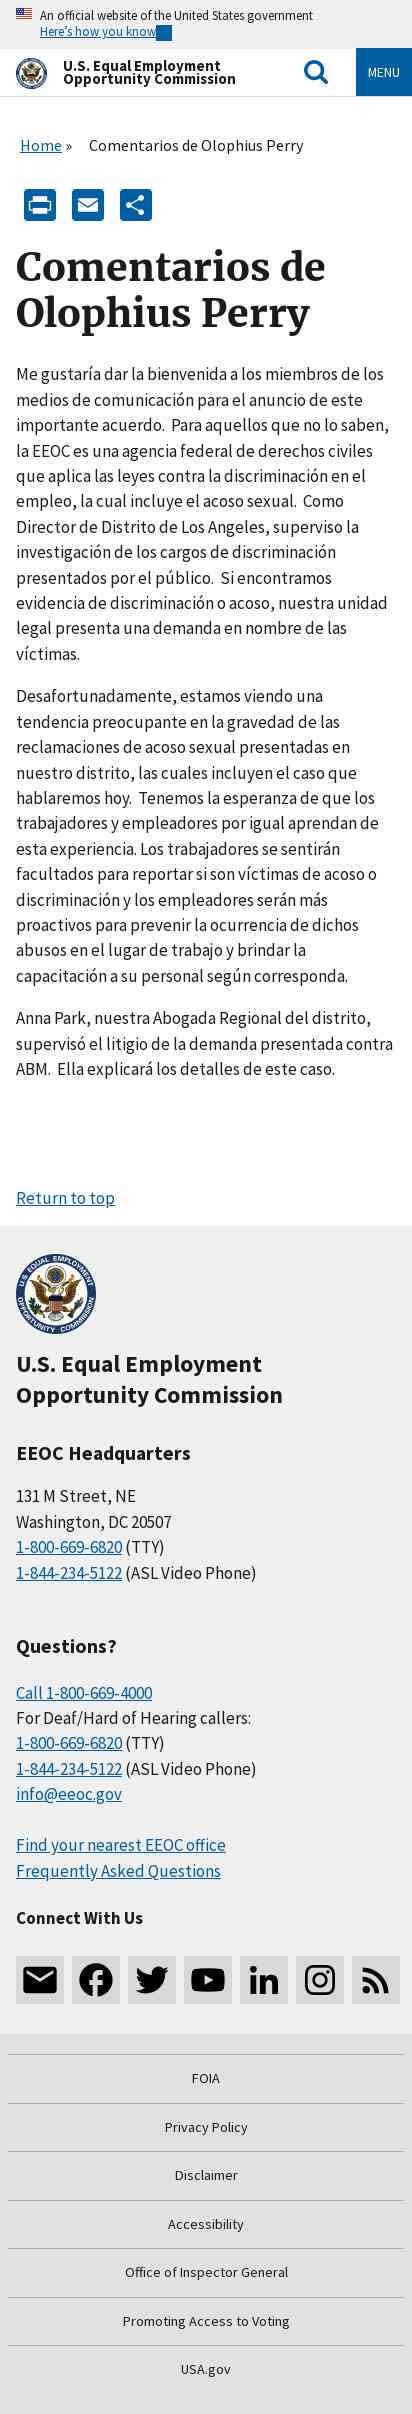 An official website of the United States government
Here's how you know
U.S. Equal Employment
Opportunity Commission
MENU
Home » Comentarios de Olophius Perry
Comentarios de
Olophius Perry
Me gustaría dar la bienvenida a los miembros de los
medios de comunicación para el anuncio de este
importante acuerdo.  Para aquellos que no lo saben,
la EEOC es una agencia federal de derechos civiles
que aplica las leyes contra la discriminación en el
empleo, la cual incluye el acoso sexual.  Como
Director de Distrito de Los Angeles, superviso la
investigación de los cargos de discriminación
presentados por el público.  Si encontramos
evidencia de discriminación o acoso, nuestra unidad
legal presenta una demanda en nombre de las
víctimas.
Desafortunadamente, estamos viendo una
tendencia preocupante en la gravedad de las
reclamaciones de acoso sexual presentadas en
nuestro distrito, las cuales incluyen el caso que
hablaremos hoy.  Tenemos la esperanza de que los
trabajadores y empleadores por igual aprendan de
esta experiencia. Los trabajadores se sentirán
facultados para reportar si son víctimas de acoso o
discriminación y los empleadores serán más
proactivos para prevenir la ocurrencia de dichos
abusos en el lugar de trabajo y brindar la
capacitación a su personal según corresponda.
Anna Park, nuestra Abogada Regional del distrito,
supervisó el litigio de la demanda presentada contra
ABM.  Ella explicará los detalles de este caso.
Return to top
U.S. EQUAL EMPLOYMENT OPPORTUNITY COMMISSION
U.S. Equal Employment
Opportunity Commission
EEOC Headquarters
131 M Street, NE
Washington, DC 20507
1-800-669-6820 (TTY)
1-844-234-5122 (ASL Video Phone)
Questions?
Call 1-800-669-4000
For Deaf/Hard of Hearing callers:
1-800-669-6820 (TTY)
1-844-234-5122 (ASL Video Phone)
info@eeoc.gov
Find your nearest EEOC office
Frequently Asked Questions
Connect With Us
FOIA
Privacy Policy
Disclaimer
Accessibility
Office of Inspector General
Promoting Access to Voting
USA.gov